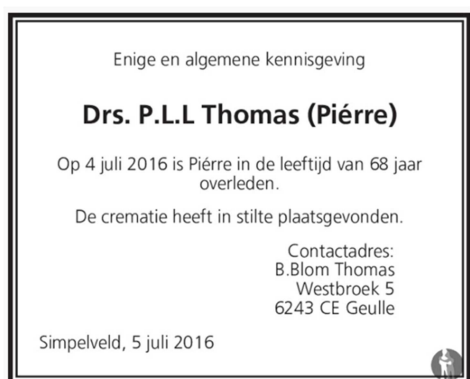 Enige en algemene kennisgeving
Drs. P.L.L Thomas (Piérre)
Op 4 juli 2016 is Piérre in de leeftijd van 68 jaar
overleden.
De crematie heeft in stilte plaatsgevonden.
Contactadres:
B.Blom Thomas
Westbroek 5
6243 CE Geulle
Simpelveld, 5 juli 2016